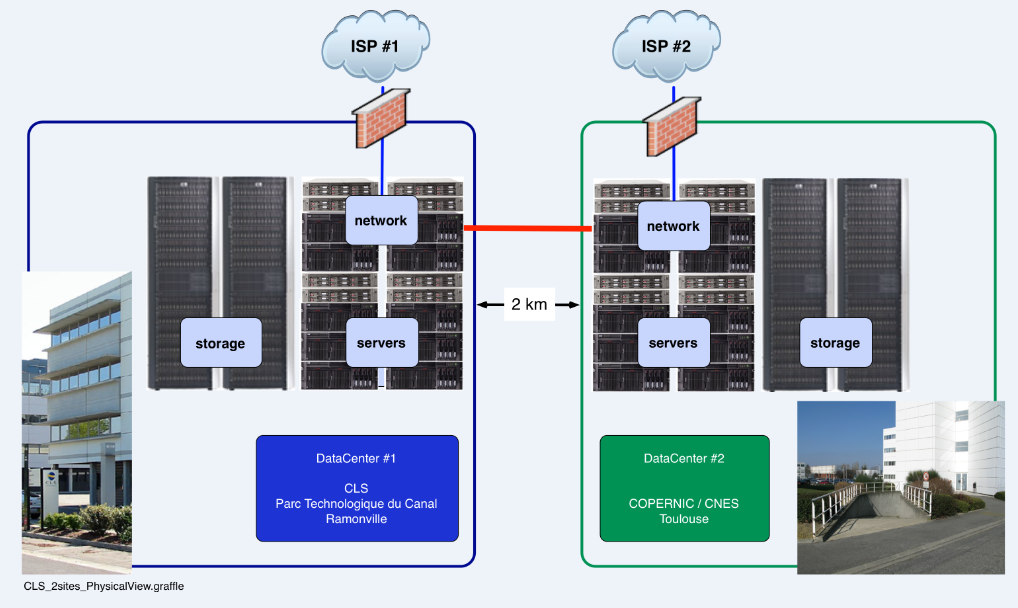 ISP #1
ISP #2
network
network
2 km
storage
servers
servers
storage
DataCenter #1
CLS
Parc Technologique du Canal
Ramonville
DataCenter #2
COPERNIC / CNES
Toulouse
CLS_2sites_PhysicalView.graffle